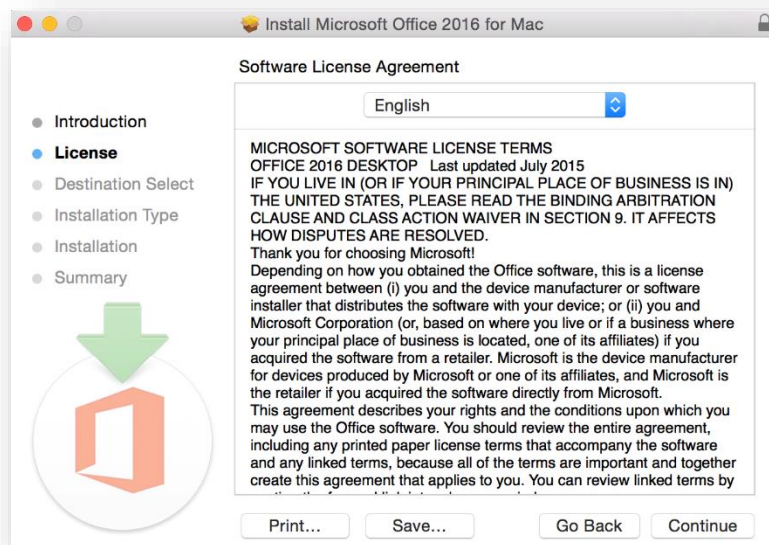 Install Microsoft Office 2016 for Mac
Software License Agreement
Introduction
License
Destination Select
Installation Type
Installation
Summary
English
MICROSOFT SOFTWARE LICENSE TERMS
OFFICE 2016 DESKTOP Last updated July 2015
IF YOU LIVE IN (OR IF YOUR PRINCIPAL PLACE OF BUSINESS IS IN)
THE UNITED STATES, PLEASE READ THE BINDING ARBITRATION
CLAUSE AND CLASS ACTION WAIVER IN SECTION 9. IT AFFECTS
HOW DISPUTES ARE RESOLVED.
Thank you for choosing Microsoft!
Depending on how you obtained the Office software, this is a license
agreement between (i) you and the device manufacturer or software
installer that distributes the software with your device; or (ii) you and
Microsoft Corporation (or, based on where you live or if a business where
your principal place of business is located, one of its affiliates) if you
acquired the software from a retailer. Microsoft is the device manufacturer
for devices produced by Microsoft or one of its affiliates, and Microsoft is
the retailer if you acquired the software directly from Microsoft.
This agreement describes your rights and the conditions upon which you
may use the Office software. You should review the entire agreement,
including any printed paper license terms that accompany the software
and any linked terms, because all of the terms are important and together
create this agreement that applies to you. You can review linked terms by
Print...
Save...
Go Back
Continue